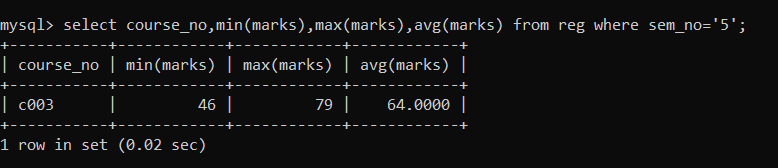 mysql> select course_no,min(marks),max(marks),avg(marks) from reg where sem_no='5';
+-----------+------------+------------+------------+
| course_no | min(marks) | max(marks) | avg(marks) |
+-----------+------------+------------+------------+
| c003      |         46 |         79 |    64.0000 |
+-----------+------------+------------+------------+
1 row in set (0.02 sec)